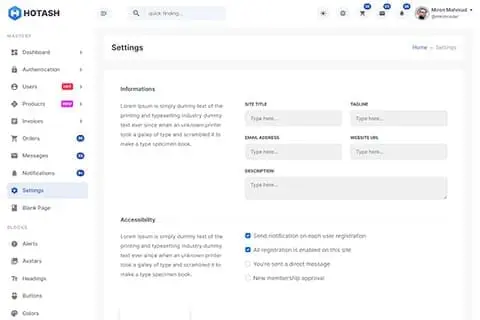 HOTASH
quick finding...
Miron Mahmud
MASTERY
Dashboard
Authentication
Users
Products
Invoices
Orders
Messages
Notifications
Settings
Blank Page
BLOCKS
Alerts
Avatars
Headings
Buttons
Colors
Settings
Home
Settings
Informations
Lorem Ipsum is simply dummy text of the
printing and typesetting industry dummy
text ever since when an unknown printer
took a galley of type and scrambled it to
make a type specimen book.
SITE TITLE
TAGLINE
Type here...
Type here...
EMAIL ADDRESS
WEBSITE URL
Type here...
Type here...
DESCRIPTION
Type here...
Accessibility
Lorem Ipsum is simply dummy text of the
printing and typesetting industry dummy
text ever since when an unknown printer
took a galley of type and scrambled it to
make a type specimen book.
Send notification on each user registration
All registration is enabled on this site
You're sent a direct message
New membership approval